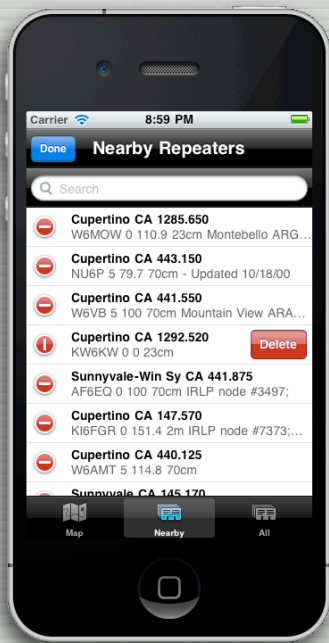 Carrier 8:59 PM
Done Nearby Repeaters
Search
Cupertino CA 1285.650
W6MOW 0 110.9 23cm Montebello ARG...
Cupertino CA 443.150
NU6P 5 79.7 70cm - Updated 10/18/00
Cupertino CA 441.550
W6VB 5 100 70cm Mountain View ARA...
Cupertino CA 1292.520
KW6KW 0 0 23cm
Delete
Sunnyvale-Win Sy CA 441.875
AF6EQ 0 100 70cm IRLP node #3497;
Cupertino CA 147.570
KI6FGR 0 151.4 2m IRLP node #7373;...
Cupertino CA 440.125
W6AMT 5 114.8 70cm
Sunnyvale CA 145.170
Map Nearby All